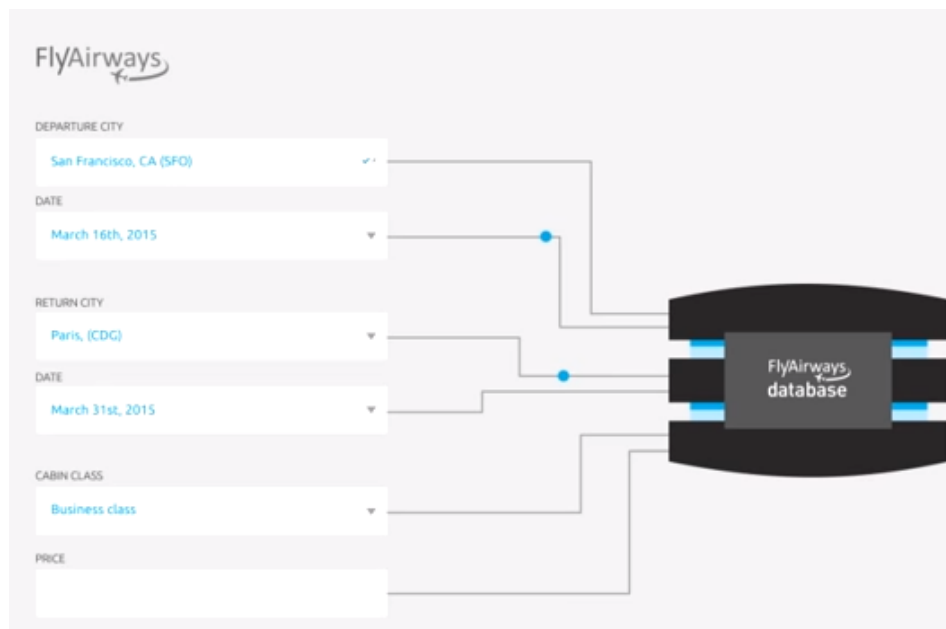 FlyAirways
DEPARTURE CITY
San Francisco, CA (SFO)
DATE
March 16th, 2015
RETURN CITY
Paris, (CDG)
DATE
March 31st, 2015
CABIN CLASS
Business class
PRICE
FlyAirways
database